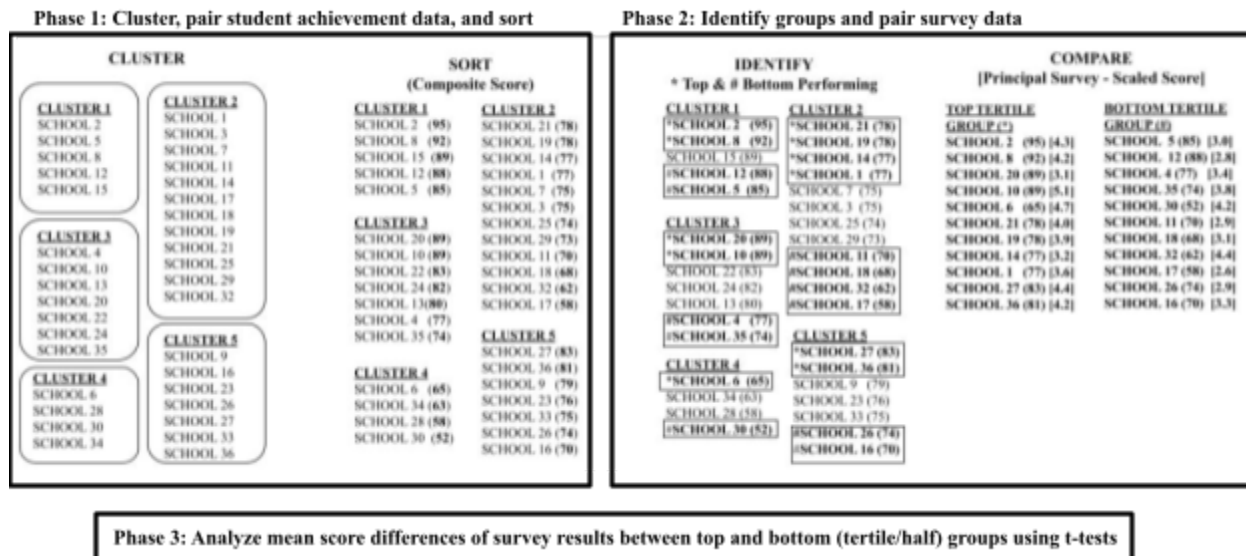 Phase 1: Cluster, pair student achievement data, and sort
CLUSTER
CLUSTER 1
SCHOOL 2
SCHOOL 5
SCHOOL 8
SCHOOL 12
SCHOOL 15
CLUSTER 3
SCHOOL 4
SCHOOL 10
SCHOOL 13
SCHOOL 20
SCHOOL 22
SCHOOL 24
SCHOOL 35
CLUSTER 4
SCHOOL 6
SCHOOL 28
SCHOOL 30
SCHOOL 34
CLUSTER 2
SCHOOL 1
SCHOOL 3
SCHOOL 7
SCHOOL 11
SCHOOL 14
SCHOOL 17
SCHOOL 18
SCHOOL 19
SCHOOL 21
SCHOOL 25
SCHOOL 29
SCHOOL 32
CLUSTER 5
SCHOOL 9
SCHOOL 16
SCHOOL 23
SCHOOL 26
SCHOOL 27
SCHOOL 33
SCHOOL 36
SORT
(Composite Score)
CLUSTER 1
SCHOOL 2 (95)
SCHOOL 8 (92)
SCHOOL 15 (89)
SCHOOL 12 (88)
SCHOOL 5 (85)
CLUSTER 3
SCHOOL 20 (89)
SCHOOL 10 (89)
SCHOOL 22 (83)
SCHOOL 24 (82)
SCHOOL 13(80)
SCHOOL 4 (77)
SCHOOL 35 (74)
CLUSTER 4
SCHOOL 6 (65)
SCHOOL 34 (63)
SCHOOL 28 (58)
SCHOOL 30 (52)
CLUSTER 2
SCHOOL 21 (78)
SCHOOL 19 (78)
SCHOOL 14 (77)
SCHOOL 1 (77)
SCHOOL 7 (75)
SCHOOL 3 (75)
SCHOOL 25 (74)
SCHOOL 29 (73)
SCHOOL 11 (70)
SCHOOL 18 (68)
SCHOOL 32 (62)
SCHOOL 17 (58)
CLUSTER 5
SCHOOL 27 (83)
SCHOOL 36 (81)
SCHOOL 9 (79)
SCHOOL 23 (76)
SCHOOL 33 (75)
SCHOOL 26 (74)
SCHOOL 16 (70)
Phase 2: Identify groups and pair survey data
IDENTIFY
* Top & # Bottom Performing
CLUSTER 1
*SCHOOL 2 (95)
*SCHOOL 8 (92)
SCHOOL 15 (89)
#SCHOOL 12 (88)
#SCHOOL 5 (85)
CLUSTER 3
*SCHOOL 20 (89)
*SCHOOL 10 (89)
SCHOOL 22 (83)
SCHOOL 24 (82)
SCHOOL 13 (80)
#SCHOOL 4 (77)
#SCHOOL 35 (74)
CLUSTER 4
*SCHOOL 6 (65)
SCHOOL 34 (63)
SCHOOL 28 (58)
#SCHOOL 30 (52)
CLUSTER 2
*SCHOOL 21 (78)
*SCHOOL 19 (78)
*SCHOOL 14 (77)
*SCHOOL 1 (77)
SCHOOL 7 (75)
SCHOOL 3 (75)
SCHOOL 25 (74)
SCHOOL 29 (73)
#SCHOOL 11 (70)
#SCHOOL 18 (68)
#SCHOOL 32 (62)
#SCHOOL 17 (58)
CLUSTER 5
*SCHOOL 27 (83)
*SCHOOL 36 (81)
SCHOOL 9 (79)
SCHOOL 23 (76)
SCHOOL 33 (75)
#SCHOOL 26 (74)
#SCHOOL 16 (70)
COMPARE
[Principal Survey - Scaled Score]
TOP TERTILE
GROUP (*)
SCHOOL 2 (95) [4.3]
SCHOOL 8 (92) [4.2]
SCHOOL 20 (89) [3.1]
SCHOOL 10 (89) [5.1]
SCHOOL 6 (65) [4.7]
SCHOOL 21 (78) [4.0]
SCHOOL 19 (78) [3.9]
SCHOOL 14 (77) [3.2]
SCHOOL 1 (77) [3.6]
SCHOOL 27 (83) [4.4]
SCHOOL 36 (81) [4.2]
BOTTOM TERTILE
GROUP (#)
SCHOOL 5 (85) [3.0]
SCHOOL 12 (88) [2.8]
SCHOOL 4 (77) [3.4]
SCHOOL 35 (74) [3.8]
SCHOOL 30 (52) [4.2]
SCHOOL 11 (70) [2.9]
SCHOOL 18 (68) [3.1]
SCHOOL 32 (62) [4.4]
SCHOOL 17 (58) [2.6]
SCHOOL 26 (74) [2.9]
SCHOOL 16 (70) [3.3]
Phase 3: Analyze mean score differences of survey results between top and bottom (tertile/half) groups using t-tests